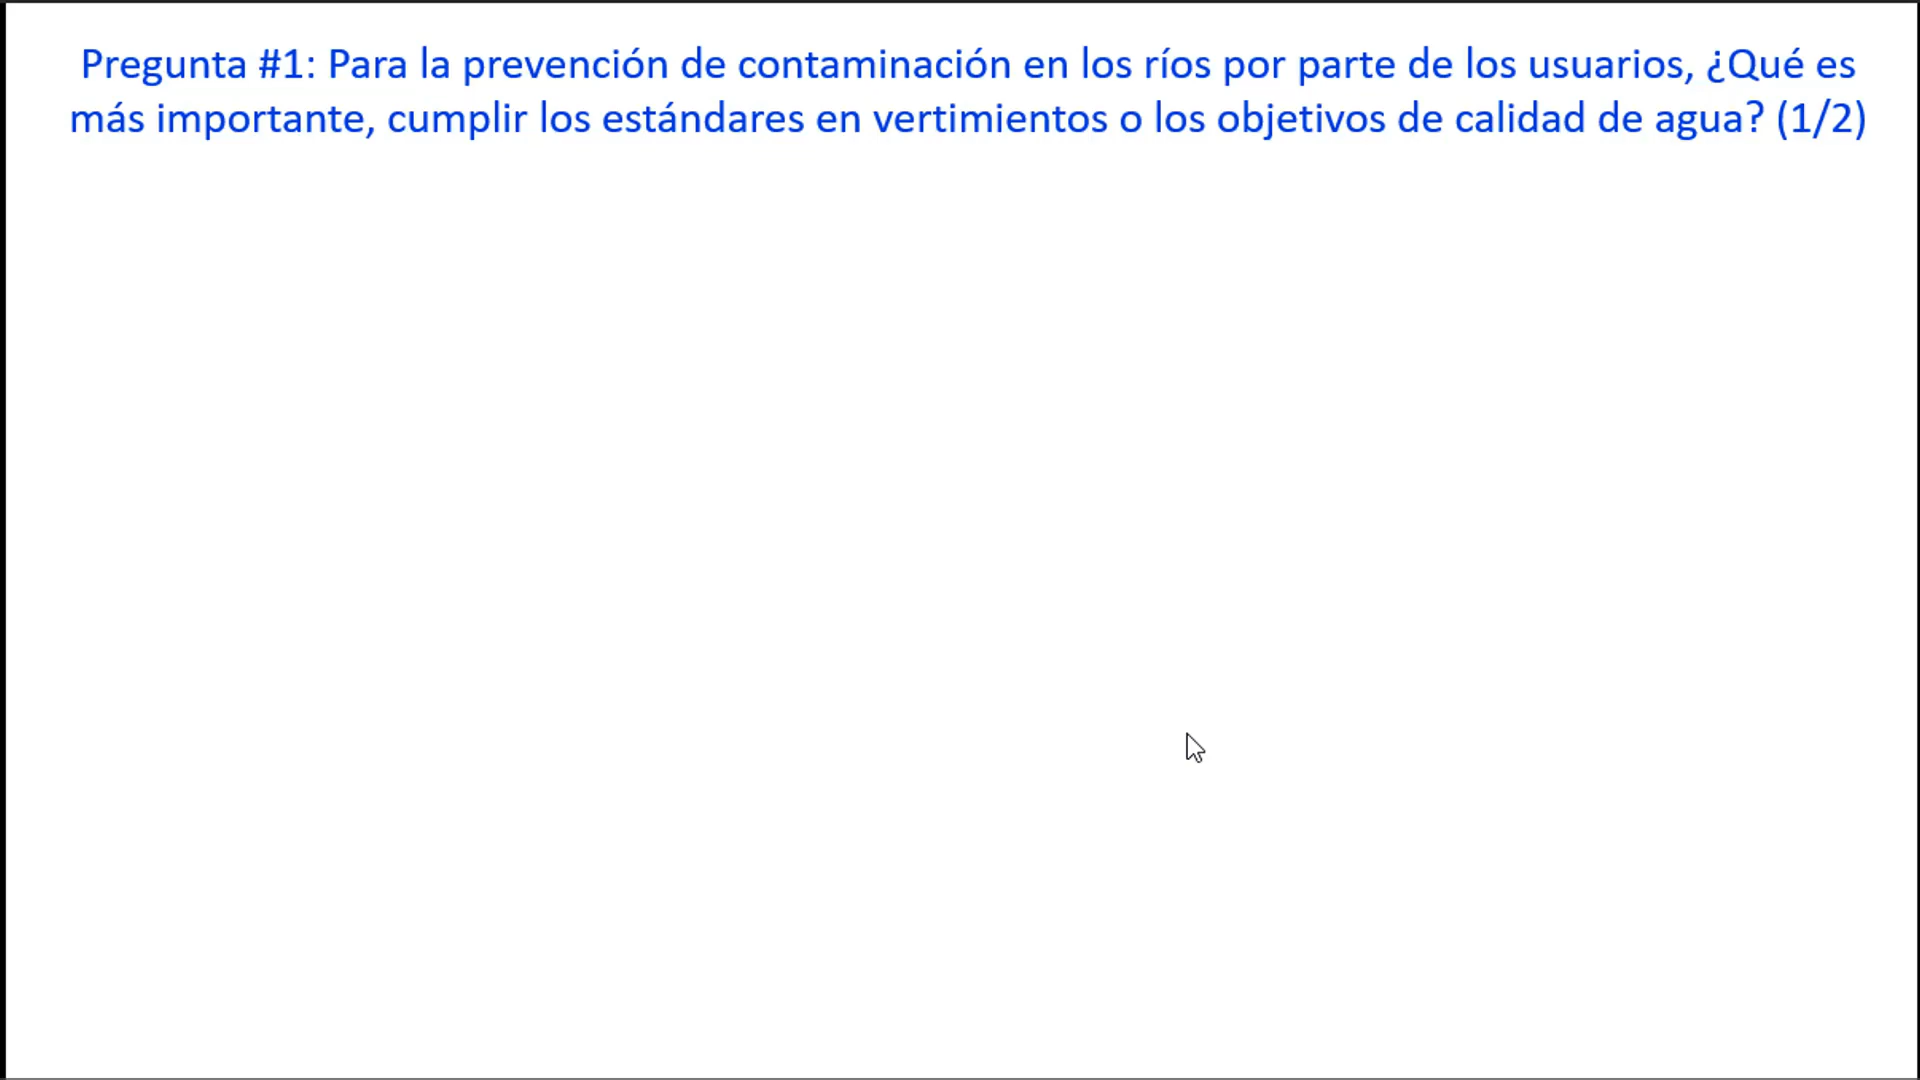 Pregunta #1: Para la prevención de contaminación en los ríos por parte de los usuarios, ¿Qué es
más importante, cumplir los estándares en vertimientos o los objetivos de calidad de agua? (1/2)